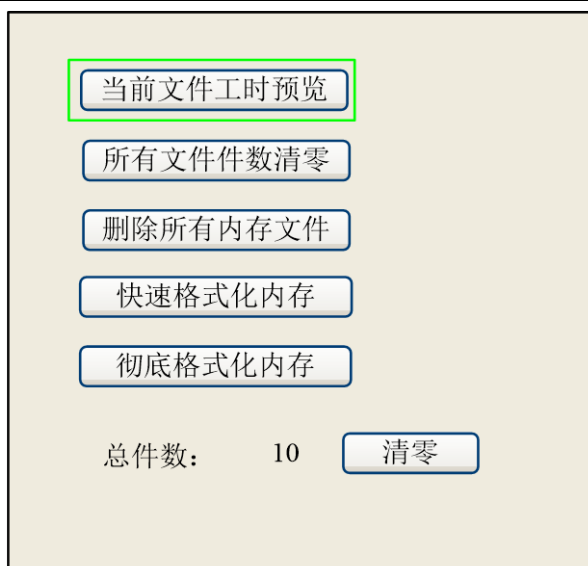 当前文件工时预览
所有文件件数清零
删除所有内存文件
快速格式化内存
彻底格式化内存
总件数： 10 清零